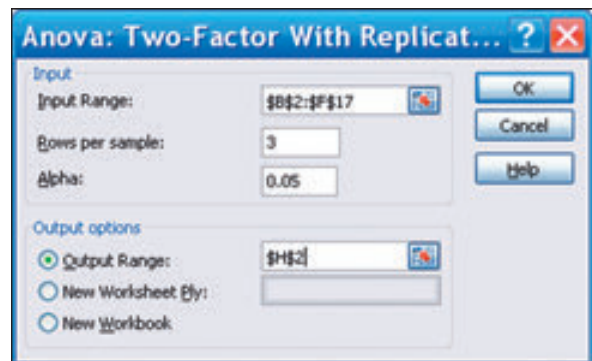 Anova: Two-Factor With Replicat... ?
Input
Input Range: $B$2:$F$17
Rows per sample: 3
Alpha: 0.05
OK
Cancel
Help
Output options
Output Range: $H$2
New Worksheet Ply:
New Workbook